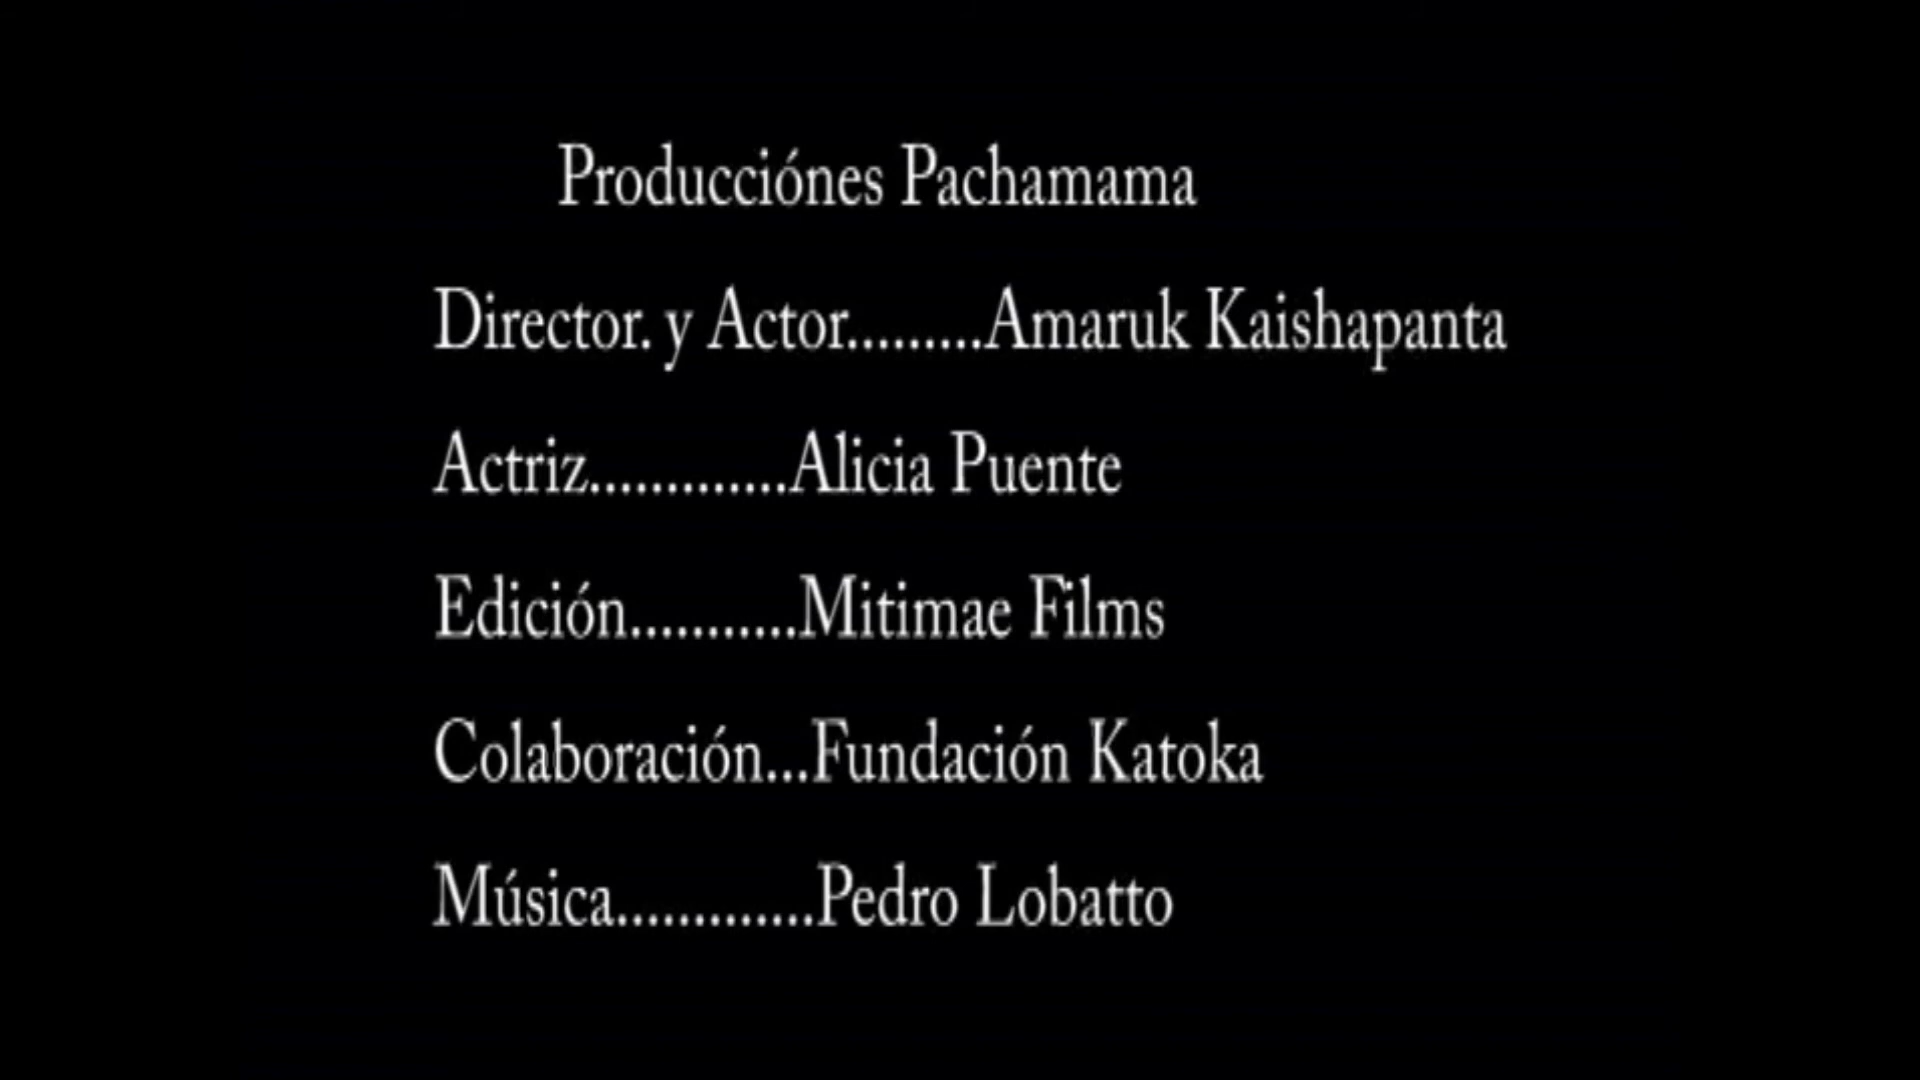 Producciónes Pachamama
Director. y Actor.........Amaruk Kaishapanta
Actriz.............Alicia Puente
Edición...........Mitimae Films
Colaboración...Fundación Katoka
Música.............Pedro Lobatto